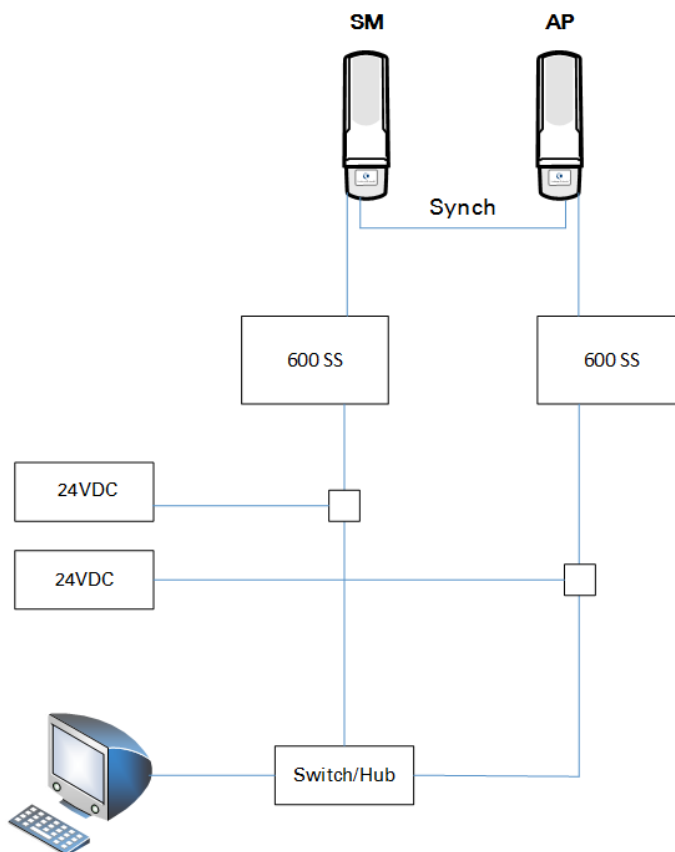 SM
AP
Synch
600 SS
600 SS
24VDC
24VDC
Switch/Hub